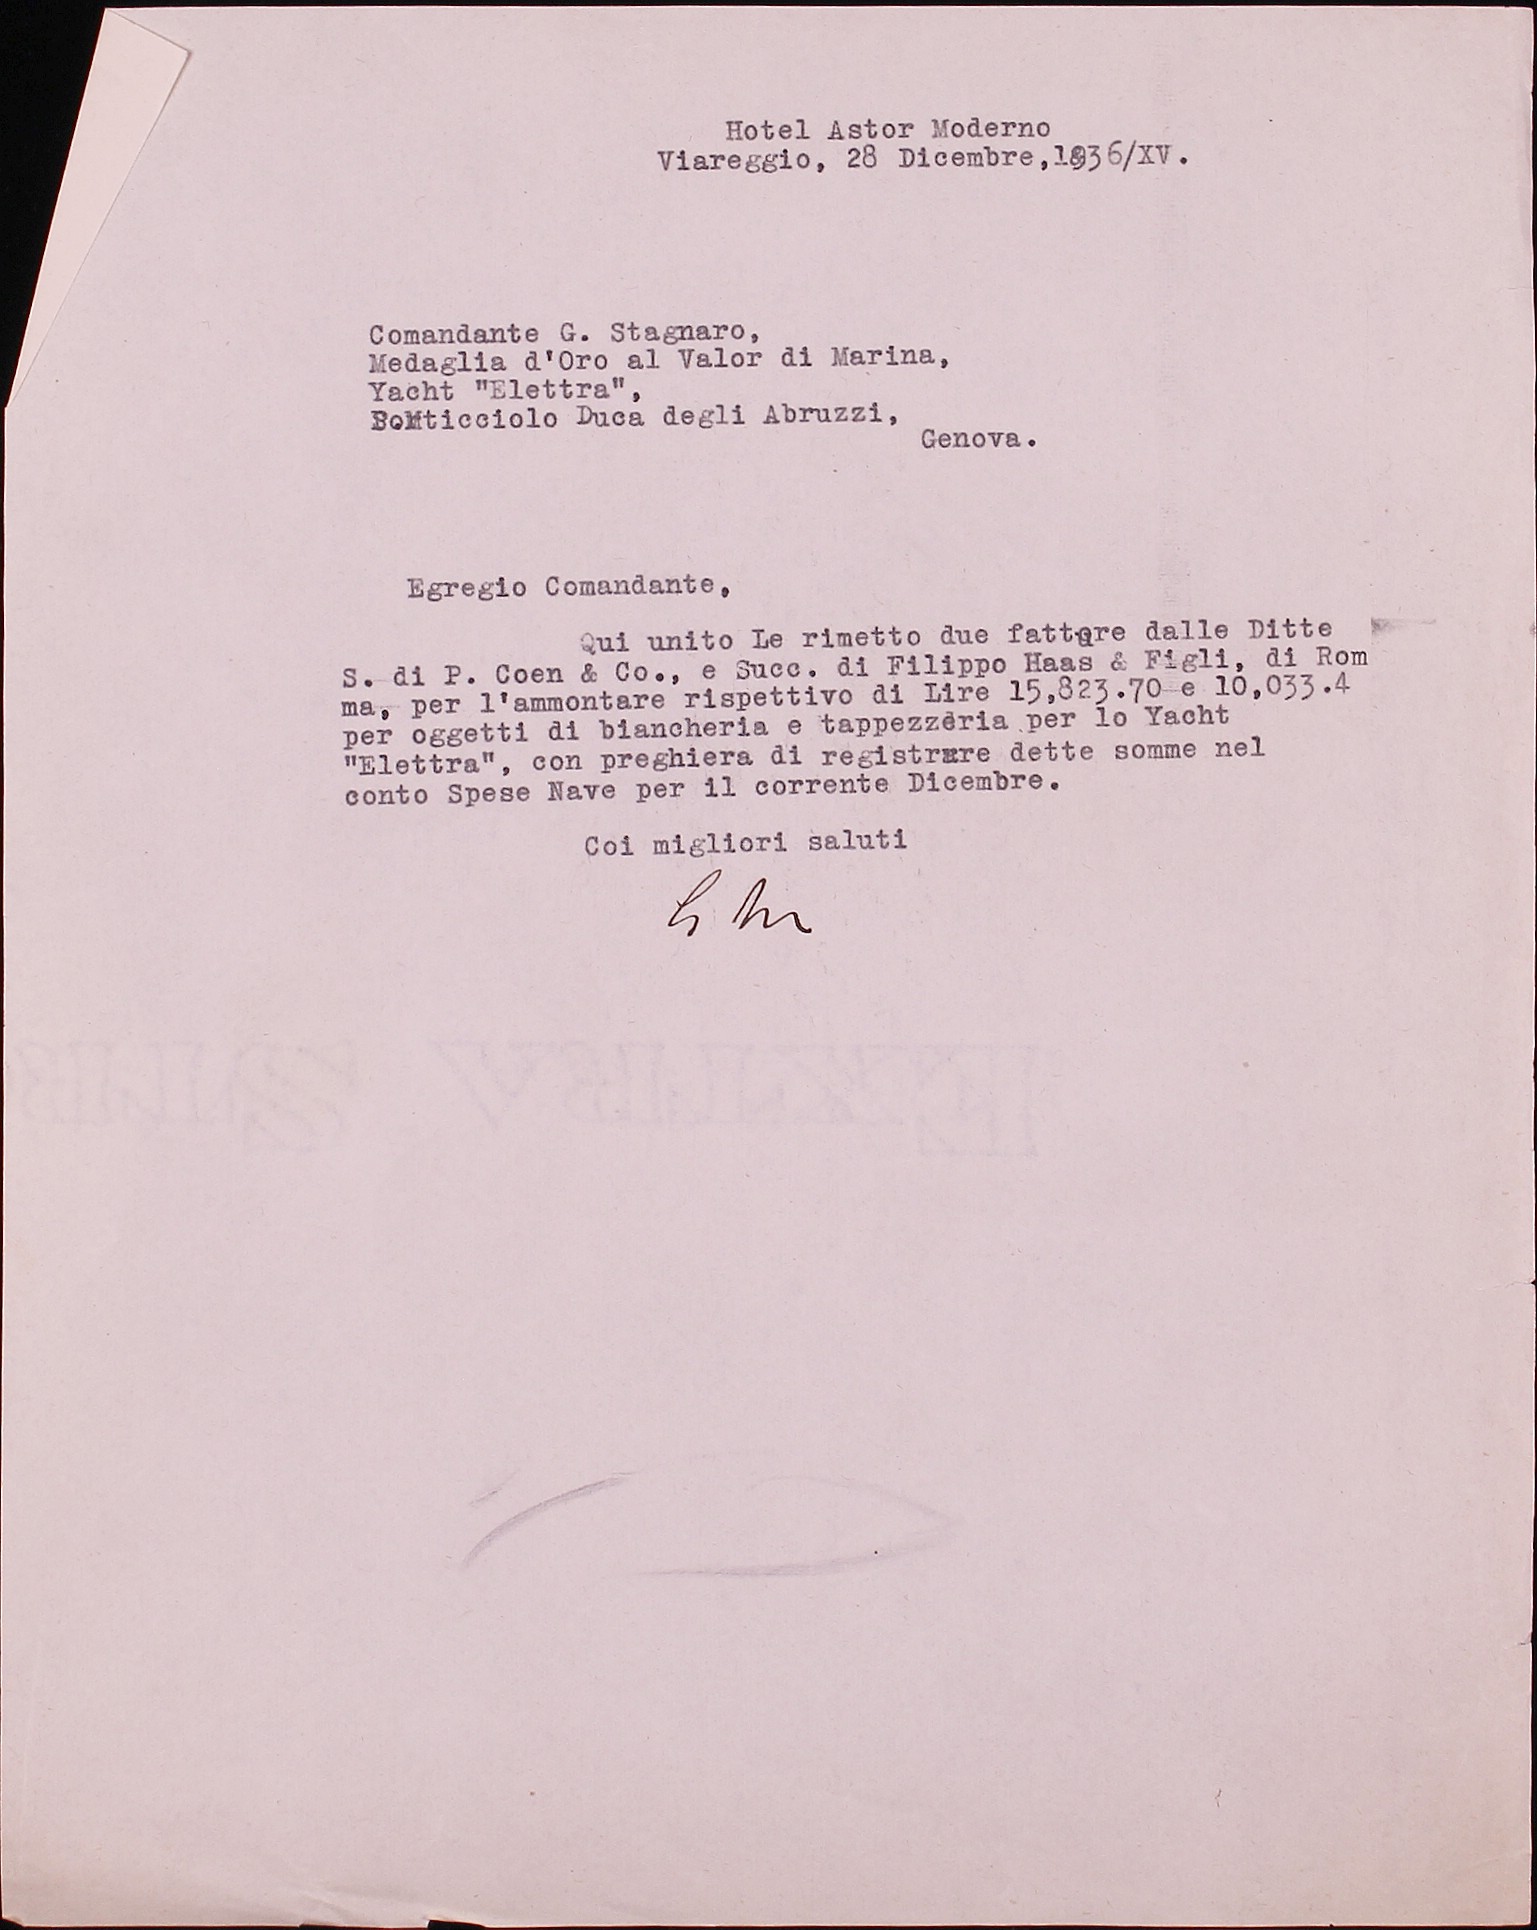 Hotel Astor Moderno
Viareggio, 28 Dicembre,1936/XV.
Comandante G. Stagnaro,
Medaglia d'Oro al Valor di Marina,
Yacht "Elettra",
Porticciolo Duca degli Abruzzi,
Genova.
Egregio Comandante,
Qui unito Le rimetto due fatture dalle Ditte
S. di P. Coen & Co., e Succ. di Filippo Haas & Figli, di Rom
ma, per l'ammontare rispettivo di Lire 15,823.70 e 10,033.4
per oggetti di biancheria e tappezzeria per lo Yacht
"Elettra", con preghiera di registrare dette somme nel
conto Spese Nave per il corrente Dicembre.
Coi migliori saluti